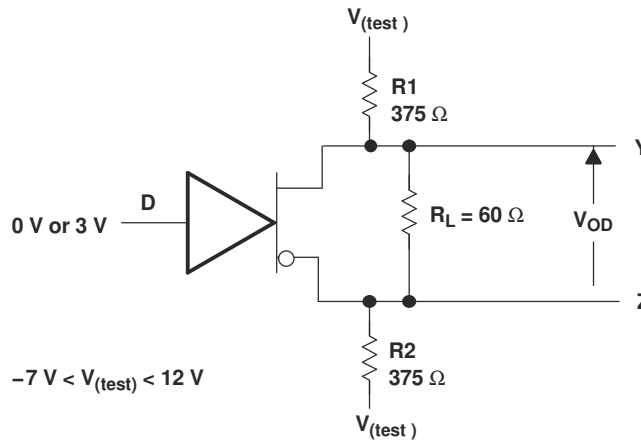 V(test)
R1
375 Ω
Y
D
0 V or 3 V
RL = 60 Ω
VOD
Z
R2
375 Ω
–7 V < V(test) < 12 V
V(test)